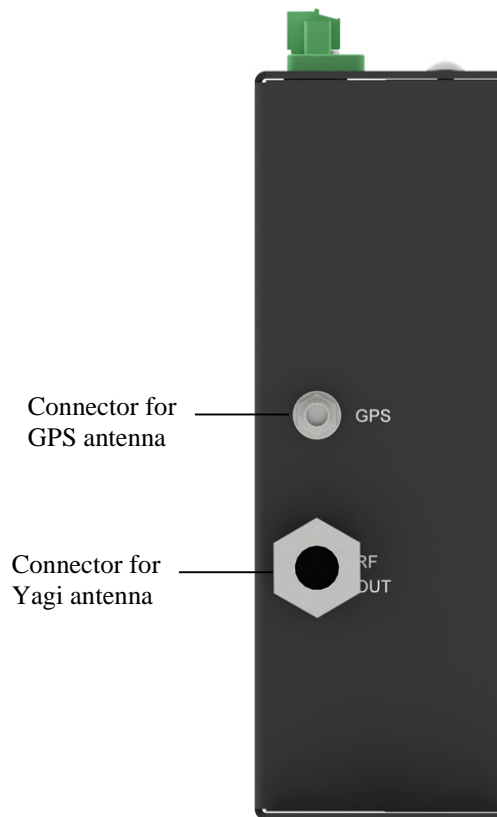 Connector for
GPS antenna
GPS
Connector for
Yagi antenna
RF
OUT